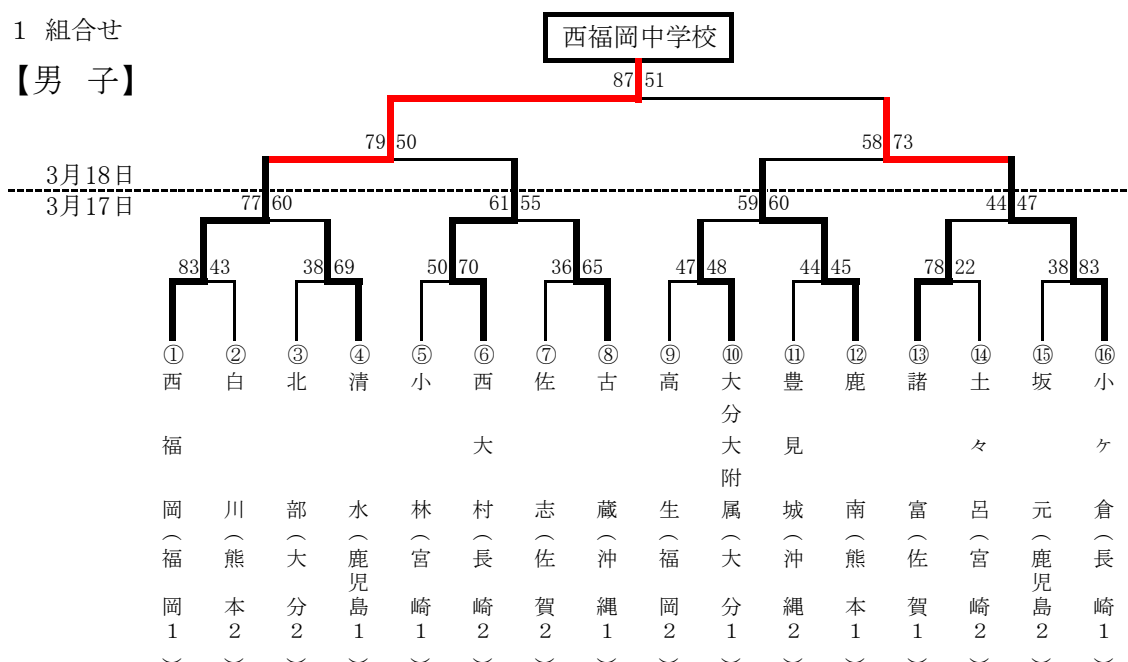 1 組合せ
西福岡中学校
【男 子】
87 51
79 50
58 73
3月18日
3月17日
77 60
61 55
59 60
44 47
83 43
38 69
50 70
36 65
47 48
44 45
78 22
38 83
① 西福岡(福岡1)
② 白川(熊本2)
③ 北部(大分2)
④ 清水(鹿児島1)
⑤ 小林(宮崎1)
⑥ 西大村(長崎2)
⑦ 佐志(佐賀2)
⑧ 古蔵(沖縄1)
⑨ 高生(福岡2)
⑩ 大分大附属(大分1)
⑪ 豊見城(沖縄2)
⑫ 鹿南(熊本1)
⑬ 諸富(佐賀1)
⑭ 土々呂(宮崎2)
⑮ 坂元(鹿児島2)
⑯ 小ケ倉(長崎1)